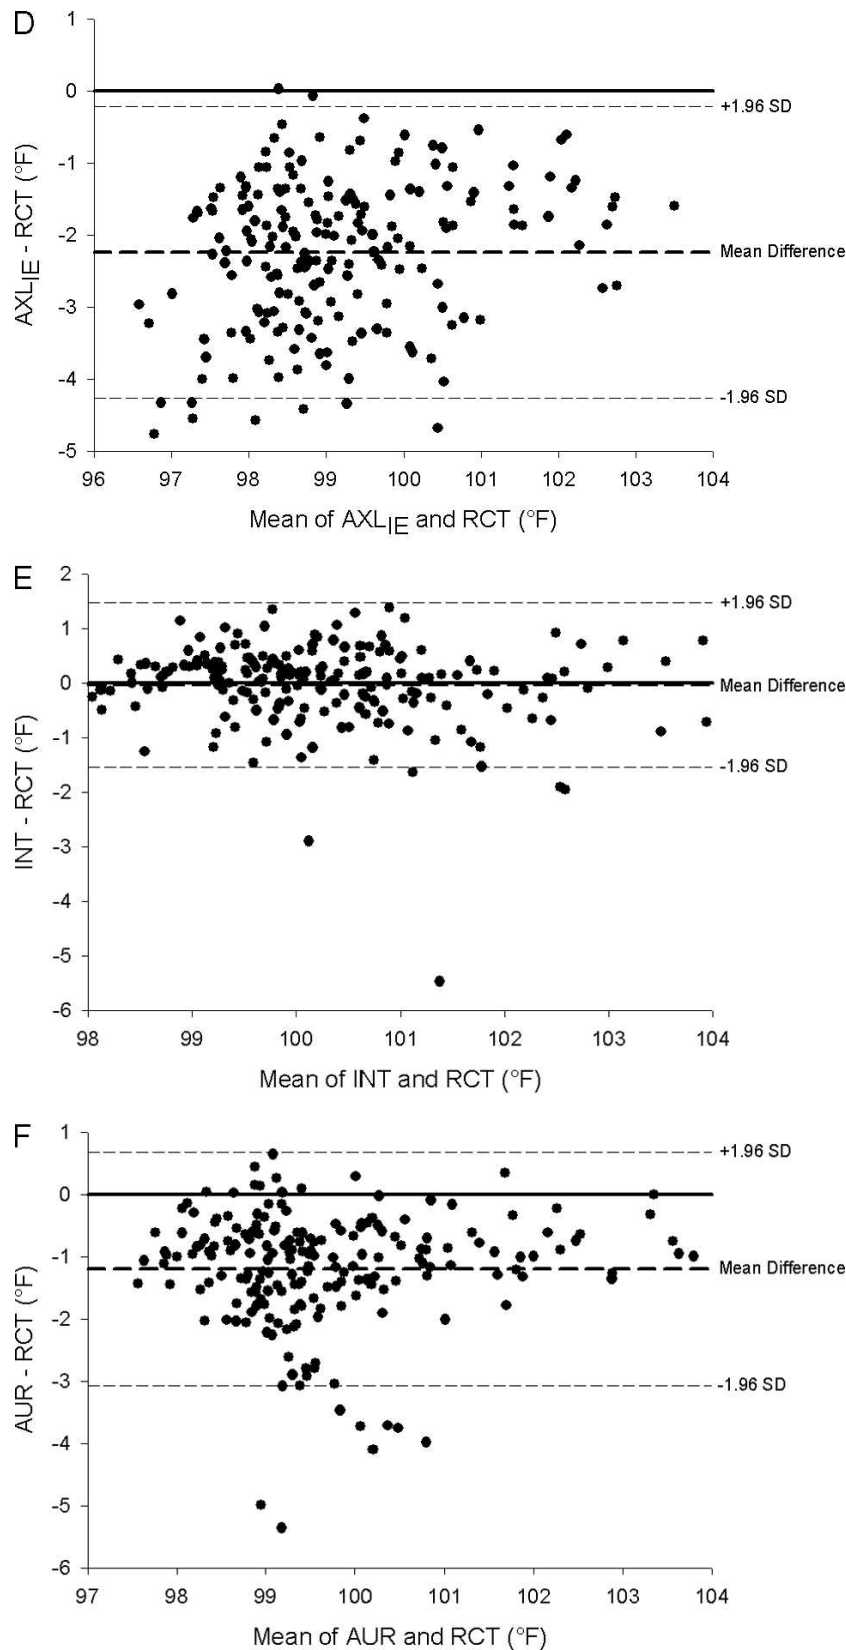 D
1
0
-1
-2
-3
-4
-5
AXL_IE - RCT (°F)
+1.96 SD
Mean Difference
-1.96 SD
96 97 98 99 100 101 102 103 104
Mean of AXL_IE and RCT (°F)
E
2
1
0
-1
-2
-3
-4
-5
-6
INT - RCT (°F)
+1.96 SD
Mean Difference
-1.96 SD
98 99 100 101 102 103 104
Mean of INT and RCT (°F)
F
1
0
-1
-2
-3
-4
-5
-6
AUR - RCT (°F)
+1.96 SD
Mean Difference
-1.96 SD
97 98 99 100 101 102 103 104
Mean of AUR and RCT (°F)